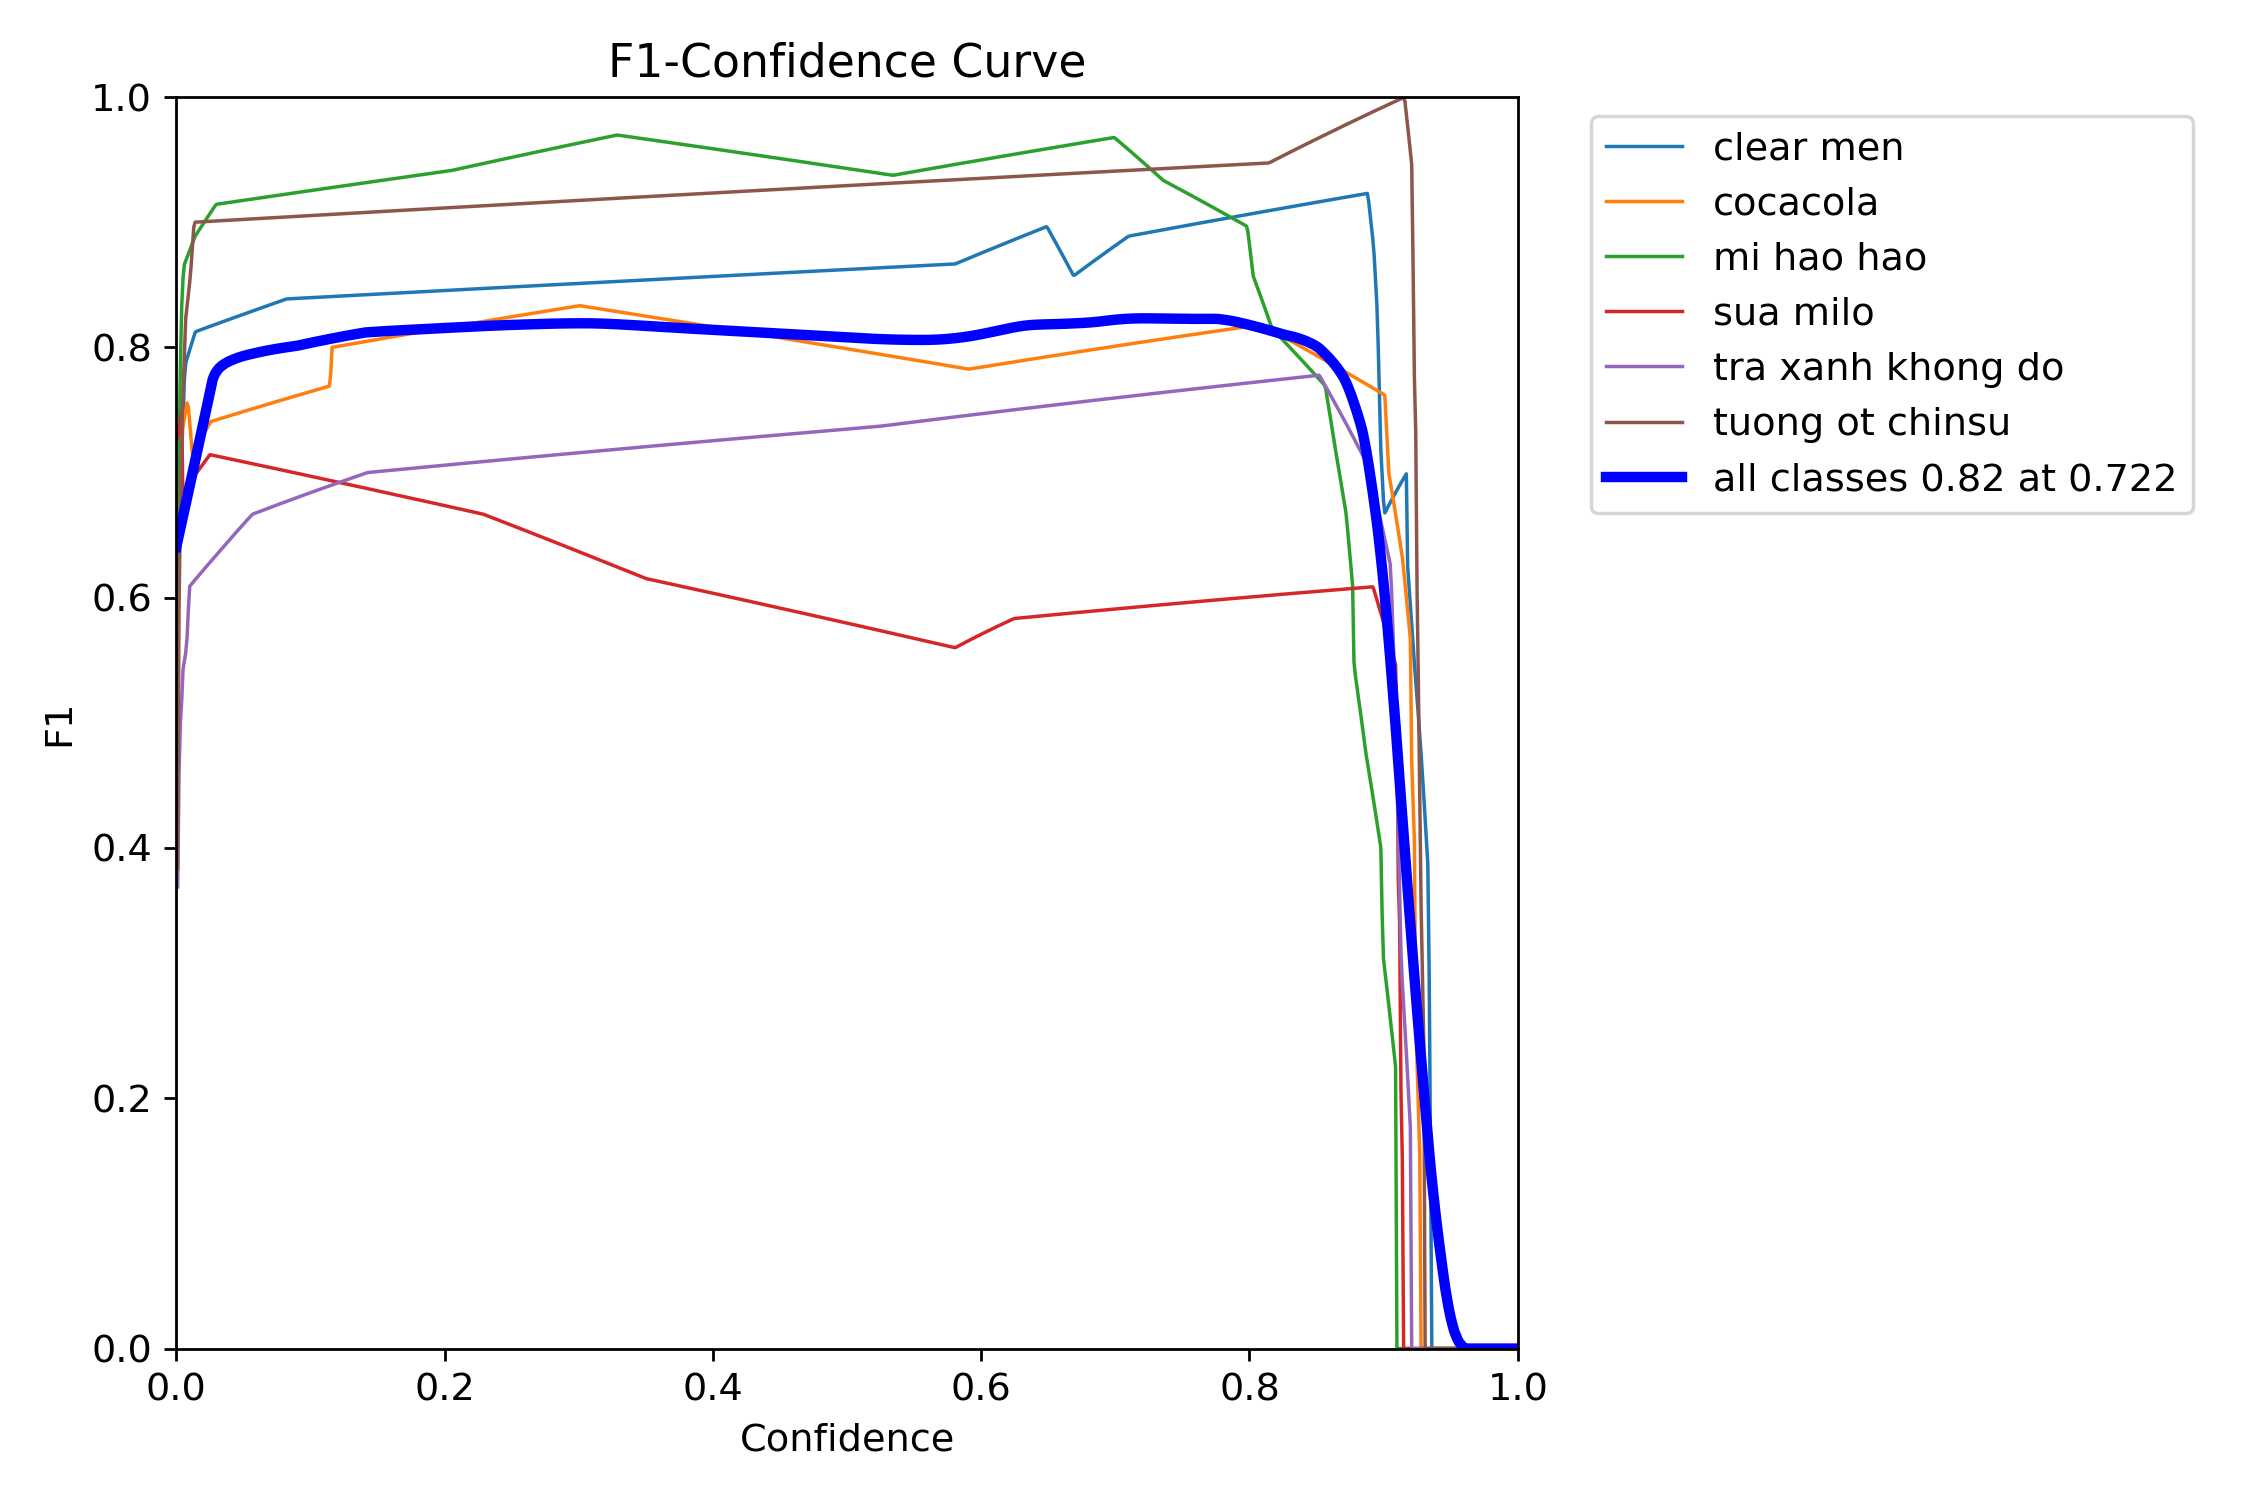 F1-Confidence Curve
1.0
0.8
0.6
0.4
0.2
0.0
F1
0.0 0.2 0.4 0.6 0.8 1.0
Confidence
clear men
cocacola
mi hao hao
sua milo
tra xanh khong do
tuong ot chinsu
all classes 0.82 at 0.722